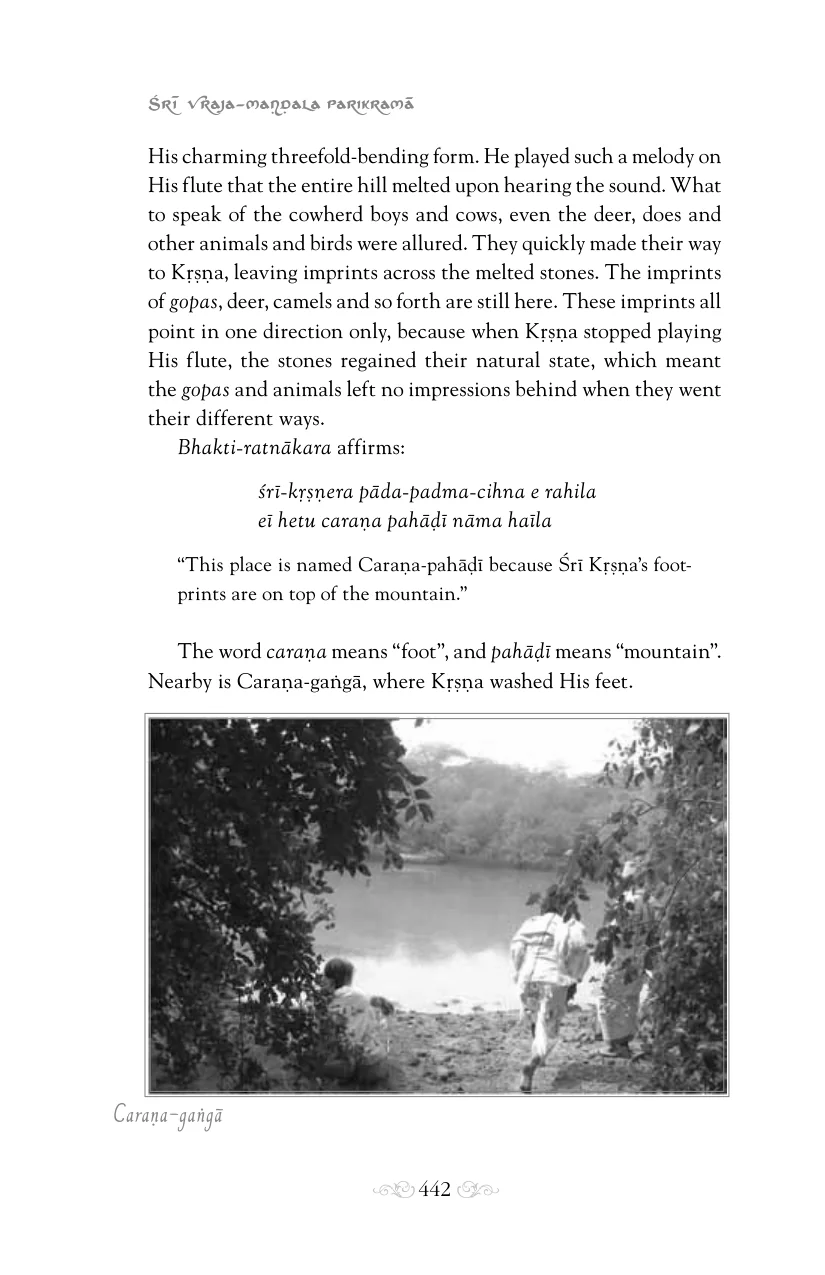 Śrī Vraja-maṇḍala Parikramā
His charming threefold-bending form. He played such a melody on
His flute that the entire hill melted upon hearing the sound. What
to speak of the cowherd boys and cows, even the deer, does and
other animals and birds were allured. They quickly made their way
to Kṛṣṇa, leaving imprints across the melted stones. The imprints
of gopas, deer, camels and so forth are still here. These imprints all
point in one direction only, because when Kṛṣṇa stopped playing
His flute, the stones regained their natural state, which meant
the gopas and animals left no impressions behind when they went
their different ways.
Bhakti-ratnākara affirms:
śrī-kṛṣṇera pāda-padma-cihna e rahila
eī hetu caraṇa pahāḍī nāma haīla
“This place is named Caraṇa-pahāḍī because Śrī Kṛṣṇa’s foot-
prints are on top of the mountain.”
The word caraṇa means “foot”, and pahāḍī means “mountain”.
Nearby is Caraṇa-gaṅgā, where Kṛṣṇa washed His feet.
Caraṇa-gaṅgā
442